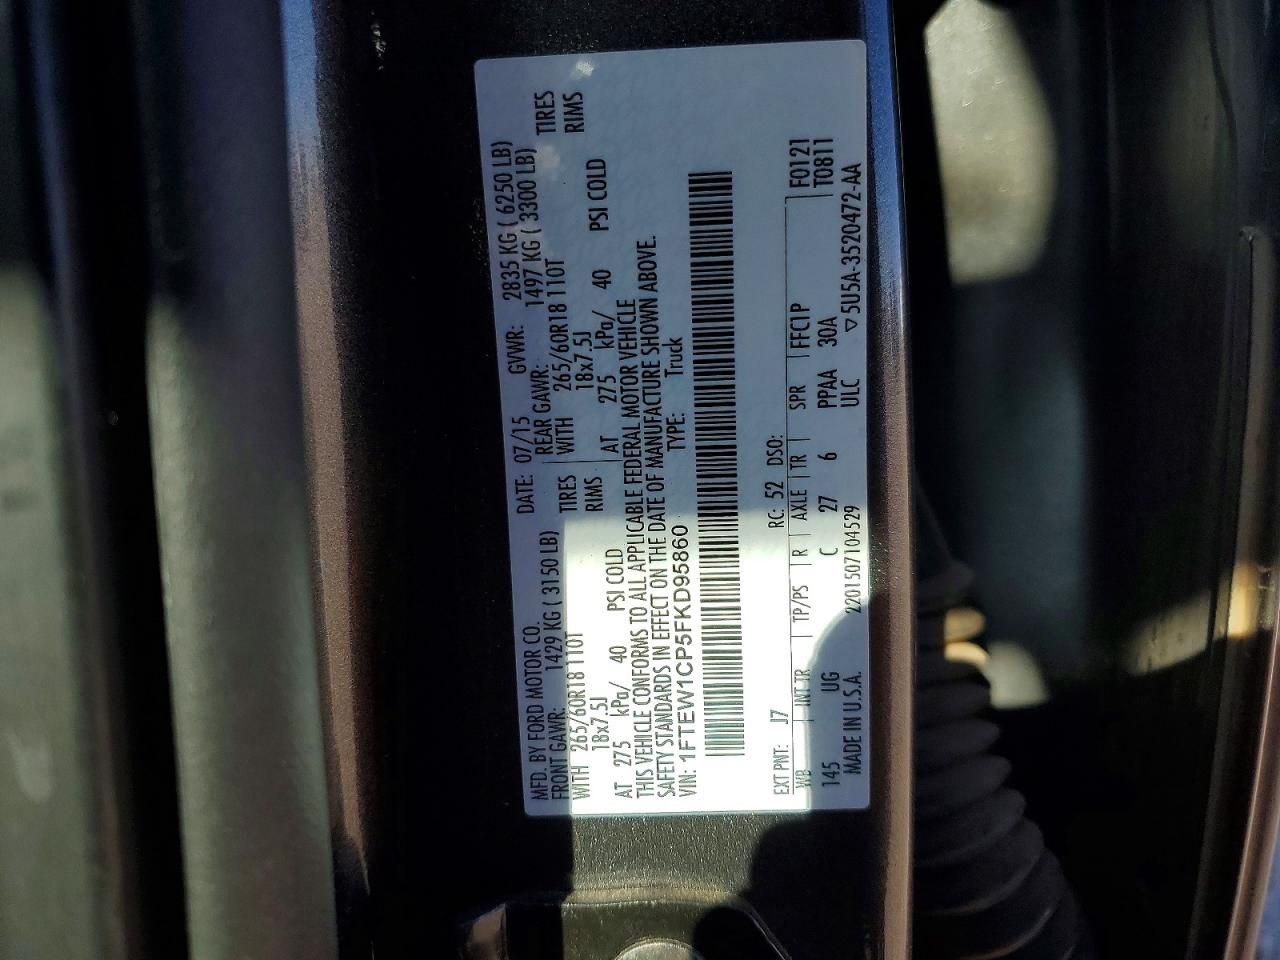 MFD. BY FORD MOTOR CO.
DATE: 07/15 GVWR: 2835 KG ( 6250 LB)
FRONT GAWR: 1429 KG ( 3150 LB) REAR GAWR: 1497 KG ( 3300 LB)
WITH 265/60R18 110T TIRES WITH 265/60R18 110T TIRES
18x7.5J RIMS 18x7.5J RIMS
AT 275 kPa/ 40 PSI COLD AT 275 kPa/ 40 PSI COLD
THIS VEHICLE CONFORMS TO ALL APPLICABLE FEDERAL MOTOR VEHICLE
SAFETY STANDARDS IN EFFECT ON THE DATE OF MANUFACTURE SHOWN ABOVE.
VIN: 1FTEW1CP5FKD95860 TYPE: Truck
EXT PNT: J7 RC: 52 DSO:
WB INT TR TP/PS R AXLE TR SPR FFC1P F0121
145 UG C 27 6 PPAA 30A T0811
MADE IN U.S.A. 2201507104529 ULC ▽5U5A-3520472-AA